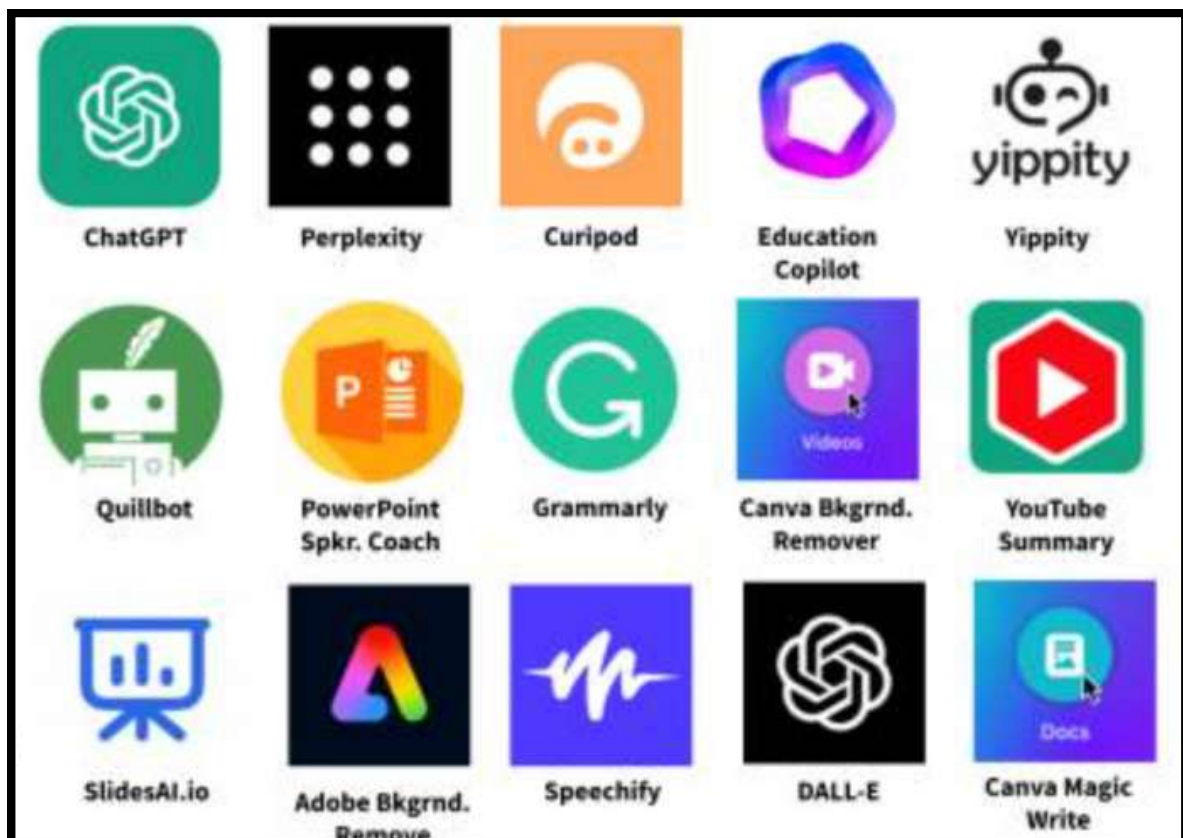 yippity
ChatGPT
Perplexity
Curipod
Education
Copilot
Yippity
P
Videos
Quillbot
PowerPoint
Spkr. Coach
Grammarly
Canva Bkgrnd.
Remover
YouTube
Summary
Docs
SlidesAI.io
Adobe Bkgrnd.
Remove
Speechify
DALL-E
Canva Magic
Write